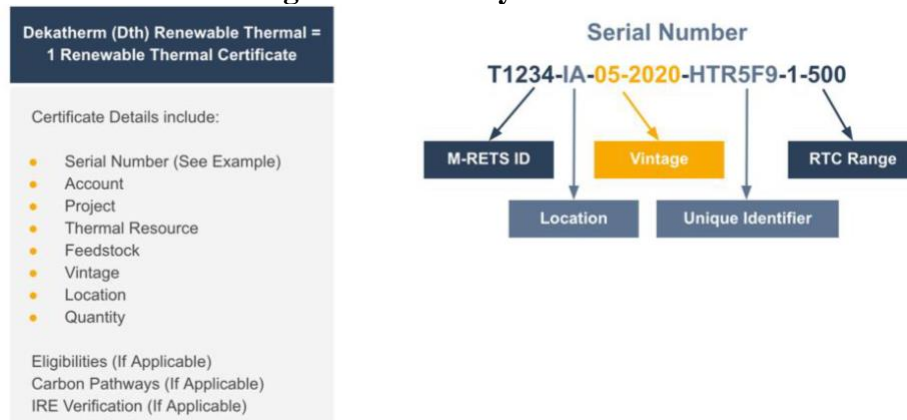 Dekatherm (Dth) Renewable Thermal =
1 Renewable Thermal Certificate
Certificate Details include:
Serial Number (See Example)
Account
Project
Thermal Resource
Feedstock
Vintage
Location
Quantity
Eligibilities (If Applicable)
Carbon Pathways (If Applicable)
IRE Verification (If Applicable)
Serial Number
T1234-IA-05-2020-HTR5F9-1-500
M-RETS ID
Vintage
RTC Range
Location
Unique Identifier